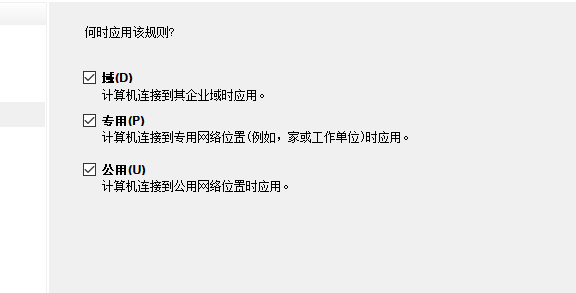 何时应用该规则?
域(D)
计算机连接到其企业域时应用。
专用(P)
计算机连接到专用网络位置(例如，家或工作单位)时应用。
公用(U)
计算机连接到公用网络位置时应用。